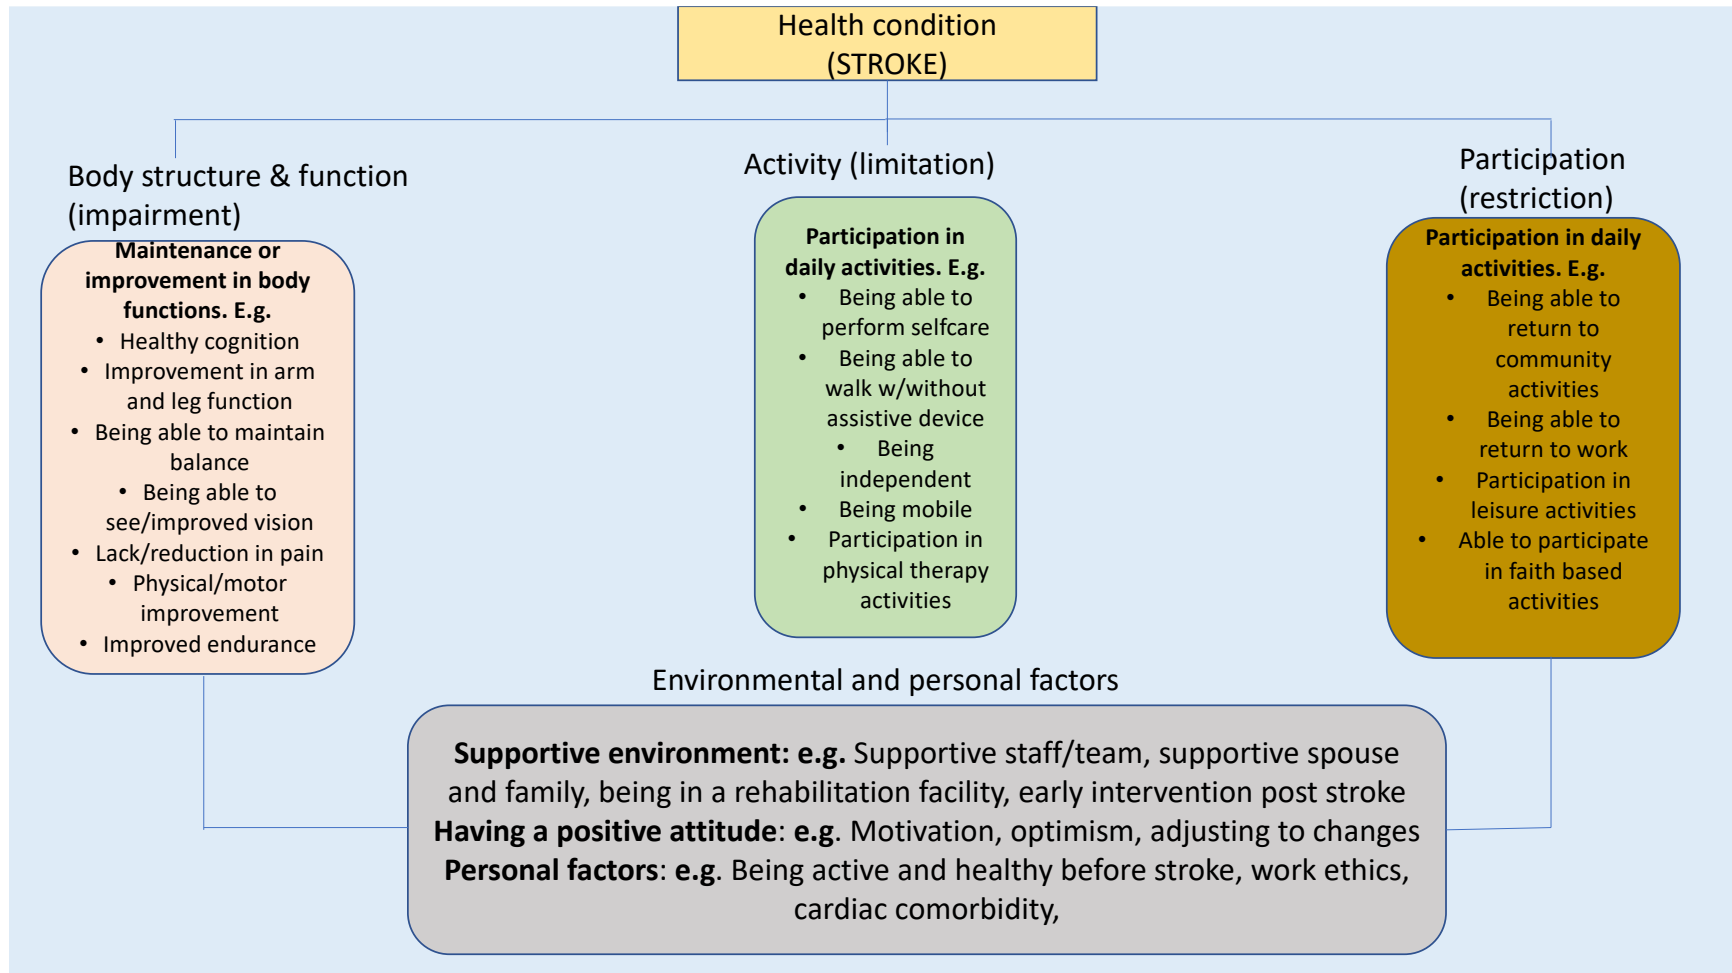 Health condition
(STROKE)
Body structure & function
(impairment)
Maintenance or
improvement in body
functions. E.g.
• Healthy cognition
• Improvement in arm
and leg function
• Being able to maintain
balance
• Being able to
see/improved vision
• Lack/reduction in pain
• Physical/motor
improvement
• Improved endurance
Activity (limitation)
Participation in
daily activities. E.g.
• Being able to
perform selfcare
• Being able to
walk w/without
assistive device
• Being
independent
• Being mobile
• Participation in
physical therapy
activities
Participation
(restriction)
Participation in daily
activities. E.g.
• Being able to
return to
community
activities
• Being able to
return to work
• Participation in
leisure activities
• Able to participate
in faith based
activities
Environmental and personal factors
Supportive environment: e.g. Supportive staff/team, supportive spouse
and family, being in a rehabilitation facility, early intervention post stroke
Having a positive attitude: e.g. Motivation, optimism, adjusting to changes
Personal factors: e.g. Being active and healthy before stroke, work ethics,
cardiac comorbidity,